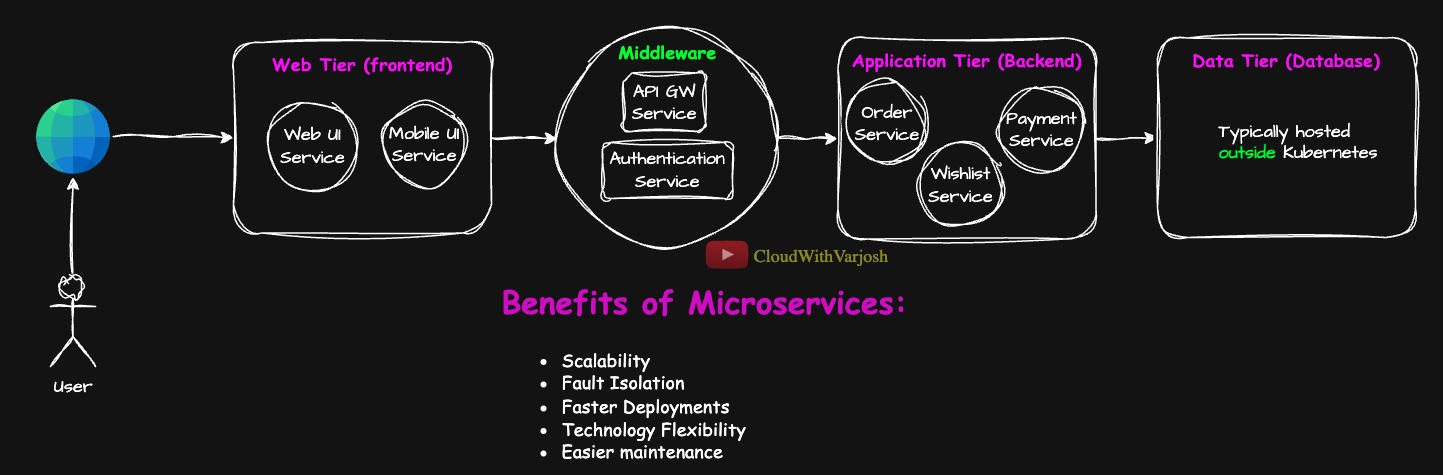 Web Tier (frontend)
Web UI
Service
Mobile UI
Service
Middleware
API GW
Service
Authentication
Service
Application Tier (Backend)
Order
Service
Payment
Service
Wishlist
Service
Data Tier (Database)
Typically hosted
outside Kubernetes
User
CloudWithVarjosh
Benefits of Microservices:
• Scalability
• Fault Isolation
• Faster Deployments
• Technology Flexibility
• Easier maintenance